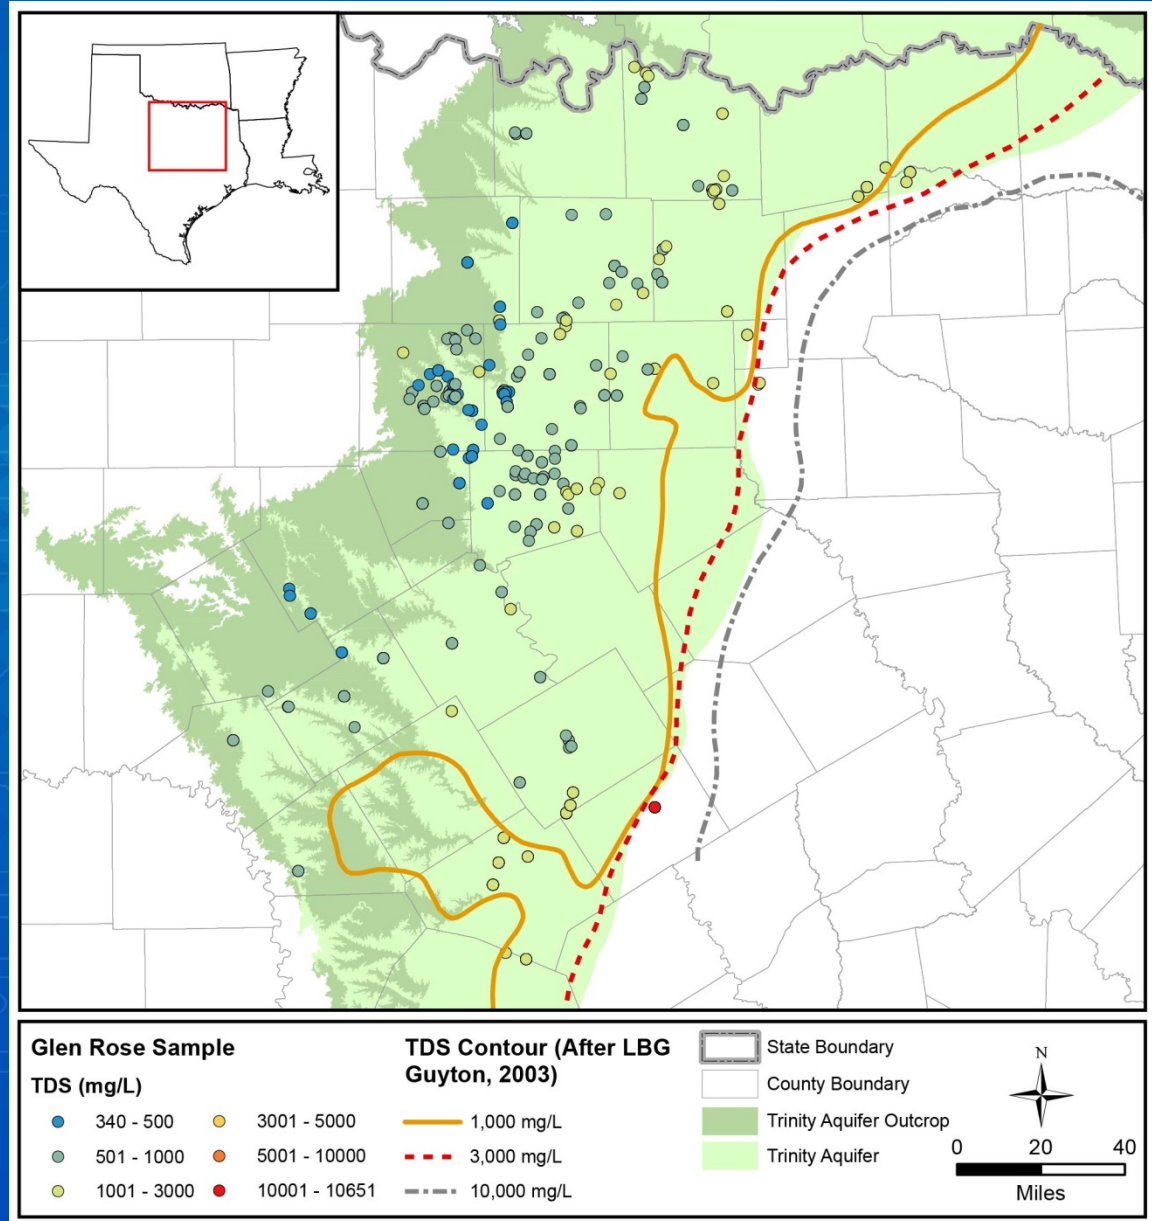 Glen Rose Sample
TDS (mg/L)
340 - 500
501 - 1000
1001 - 3000
3001 - 5000
5001 - 10000
10001 - 10651
TDS Contour (After LBG
Guyton, 2003)
1,000 mg/L
3,000 mg/L
10,000 mg/L
State Boundary
County Boundary
Trinity Aquifer Outcrop
Trinity Aquifer
N
0 20 40
Miles